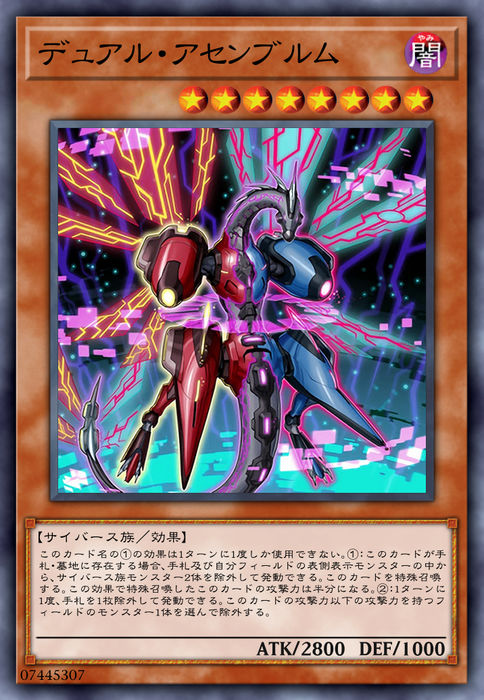 デュアル・アセンブルム
やみ
闇
【サイバース族／効果】
このカード名の①の効果は1ターンに1度しか使用できない。①:このカードが手
札・墓地に存在する場合、手札及び自分フィールドの表側表示モンスターの中か
ら、サイバース族モンスター2体を除外して発動できる。このカードを特殊召喚
する。この効果で特殊召喚したこのカードの攻撃力は半分になる。②:1ターンに
1度、手札を1枚除外して発動できる。このカードの攻撃力以下の攻撃力を持つフ
ィールドのモンスター1体を選んで除外する。
ATK/2800 DEF/1000
07445307